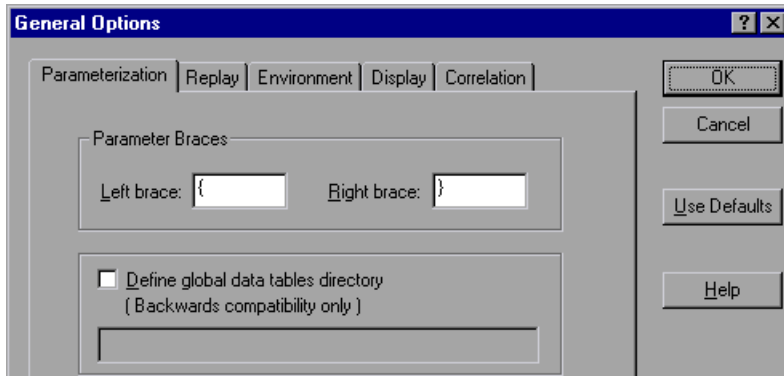 General Options
Parameterization Replay Environment Display Correlation
OK
Cancel
Use Defaults
Help
Parameter Braces
Left brace: { Right brace: }
Define global data tables directory
( Backwards compatibility only )